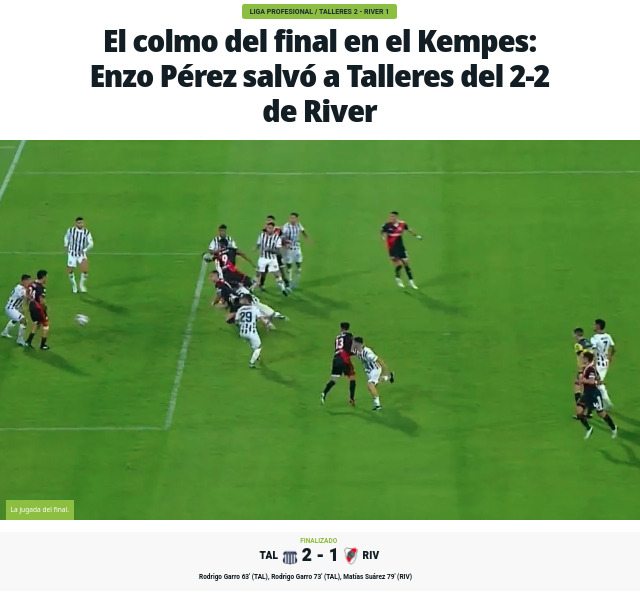 LIGA PROFESIONAL / TALLERES 2 - RIVER 1
El colmo del final en el Kempes:
Enzo Pérez salvó a Talleres del 2-2
de River
29
13
La jugada del final.
FINALIZADO
TAL 2 - 1 RIV
Rodrigo Garro 63' (TAL), Rodrigo Garro 73' (TAL), Matías Suárez 79' (RIV)